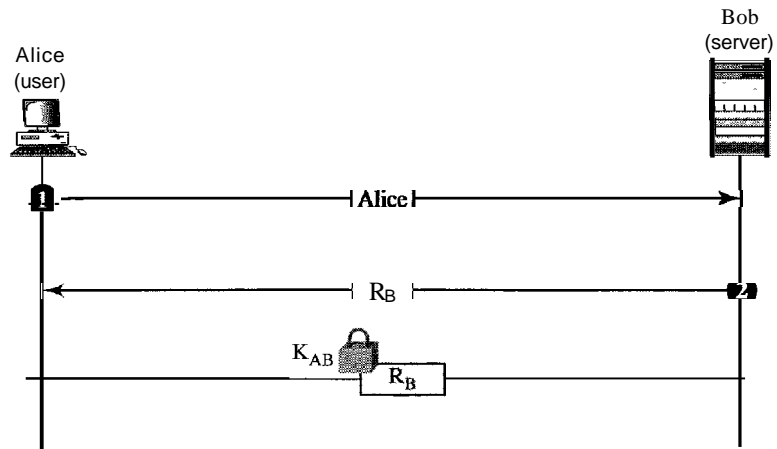 Bob
(server)
Alice
(user)
1
Alice
R_B
2
K_AB
R_B